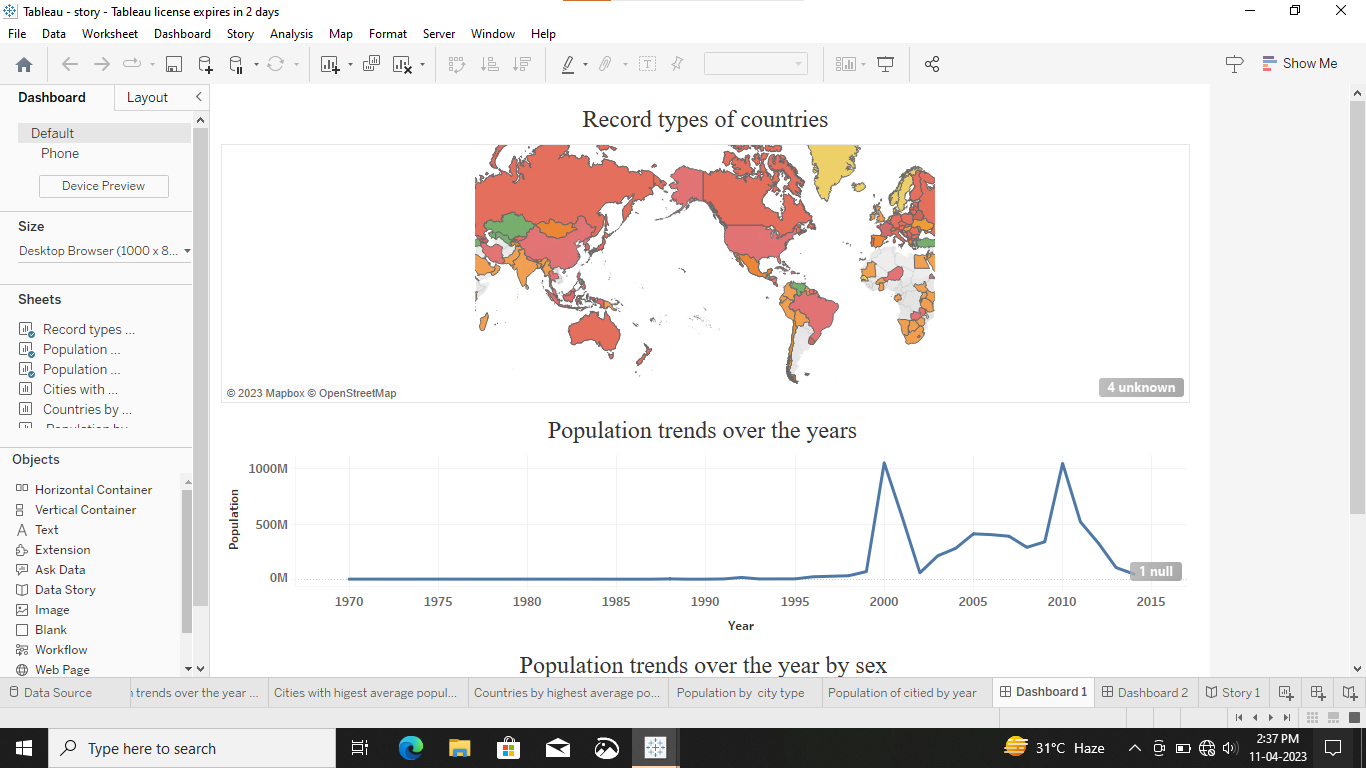 Tableau - story - Tableau license expires in 2 days
File Data Worksheet Dashboard Story Analysis Map Format Server Window Help
Show Me
Dashboard Layout
Default
Phone
Device Preview
Size
Desktop Browser (1000 x 8...
Sheets
Record types ...
Population ...
Population ...
Cities with ...
Countries by ...
Objects
Horizontal Container
Vertical Container
Text
Extension
Ask Data
Data Story
Image
Blank
Workflow
Web Page
Record types of countries
© 2023 Mapbox © OpenStreetMap
4 unknown
Population trends over the years
Population
1000M
500M
0M
1 null
1970 1975 1980 1985 1990 1995 2000 2005 2010 2015
Year
Population trends over the year by sex
Data Source trends over the year ... Cities with higest average popul... Countries by highest average po... Population by city type Population of citied by year Dashboard 1 Dashboard 2 Story 1
Type here to search
31°C Haze
2:37 PM
11-04-2023